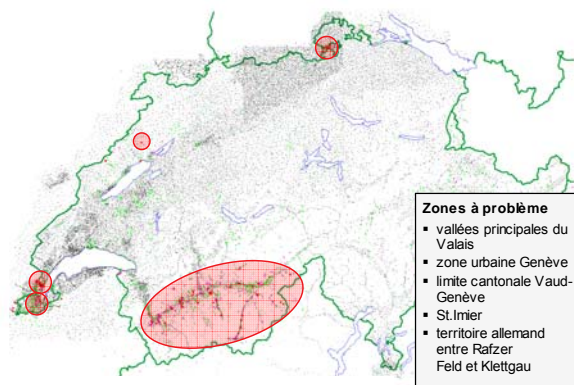 Zones à problème
▪ vallées principales du
Valais
▪ zone urbaine Genève
▪ limite cantonale Vaud-
Genève
▪ St.Imier
▪ territoire allemand
entre Rafzer
Feld et Klettgau